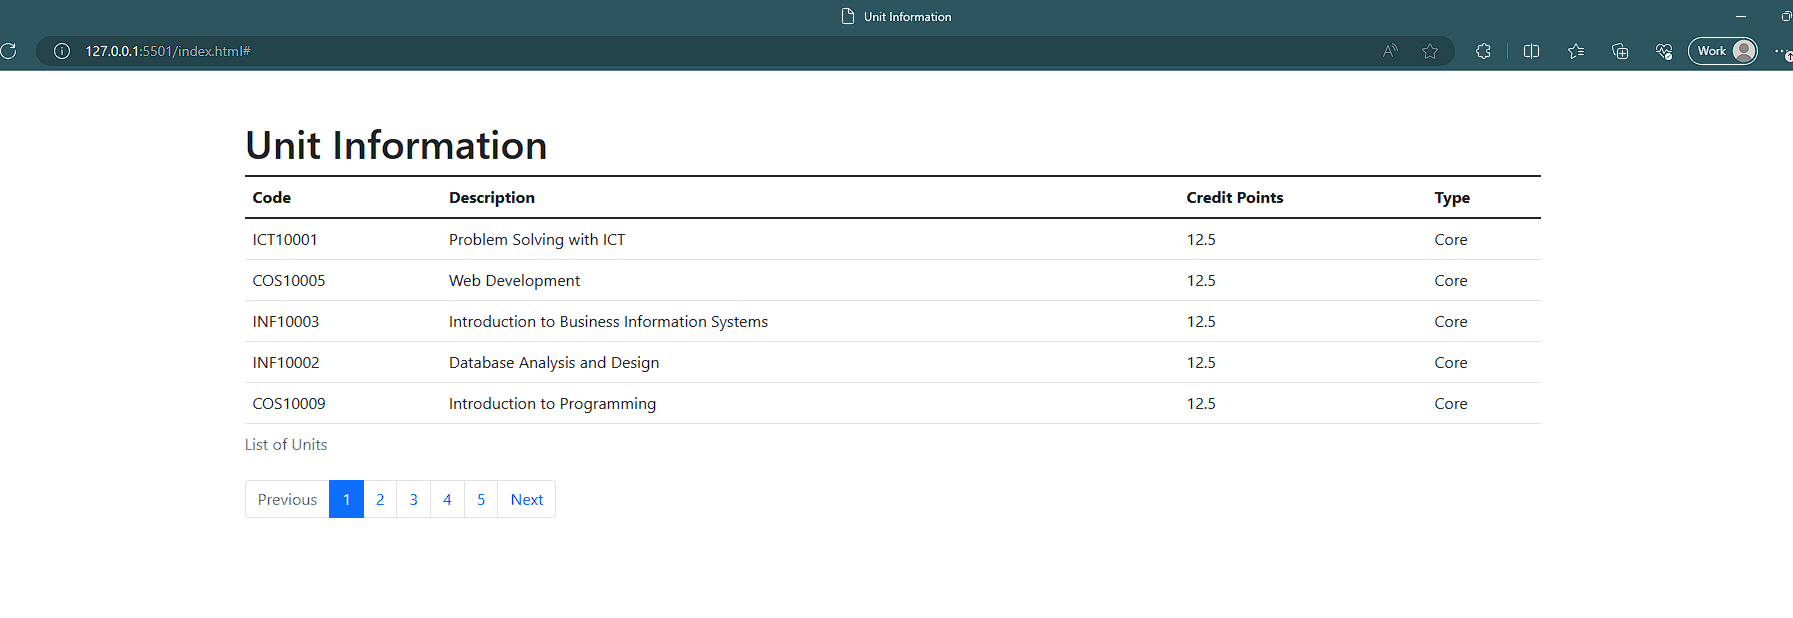 Unit Information
127.0.0.1:5501/index.html#
Work
Unit Information
Code Description Credit Points Type
ICT10001 Problem Solving with ICT 12.5 Core
COS10005 Web Development 12.5 Core
INF10003 Introduction to Business Information Systems 12.5 Core
INF10002 Database Analysis and Design 12.5 Core
COS10009 Introduction to Programming 12.5 Core
List of Units
Previous 1 2 3 4 5 Next